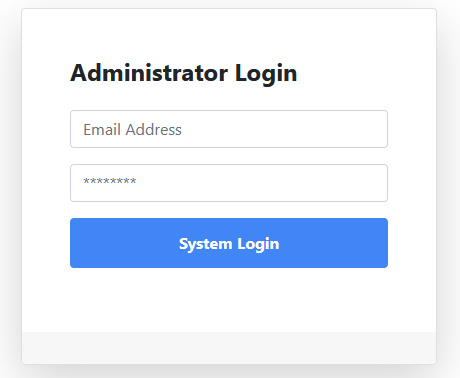 Administrator Login
Email Address
********
System Login